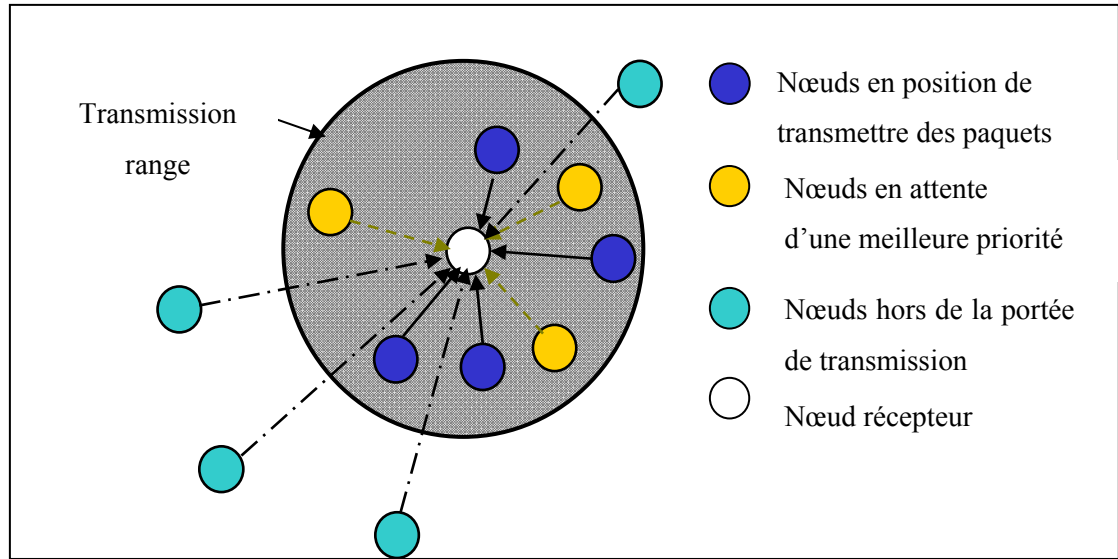 Transmission
range
Nœuds en position de
transmettre des paquets
Nœuds en attente
d’une meilleure priorité
Nœuds hors de la portée
de transmission
Nœud récepteur